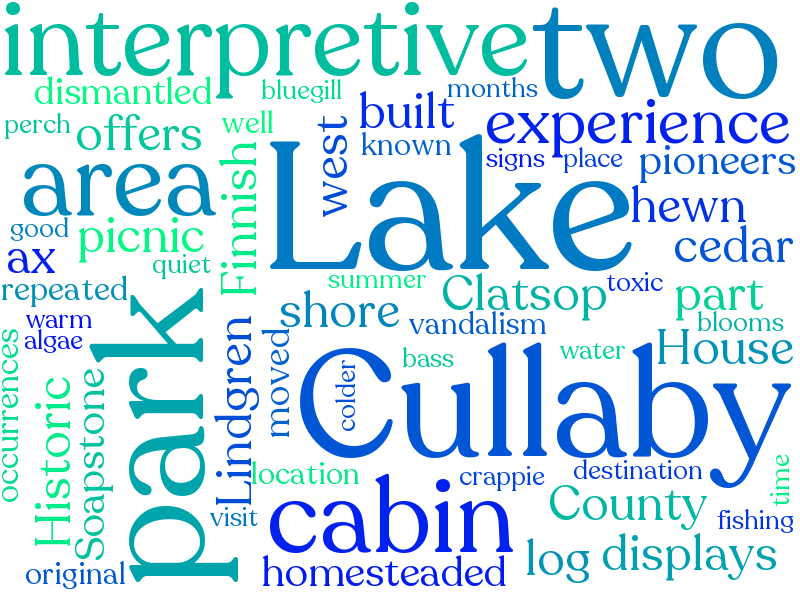 interpretive
two
dismantled
bluegill
months
perch
offers
well
built
known
experience
signs
place
pioneers
area
Finnish
west
Lake
hewn
good
picnic
cedar
ax
quiet
repeated
summer
Clatsop
toxic
part
warm
shore
vandalism
blooms
algae
House
occurrences
Historic
Soapstone
park
Lindgren
moved
colder
bass
water
Cullaby
location
crappie
destination
time
visit
cabin
County
fishing
original
homesteaded
log
displays